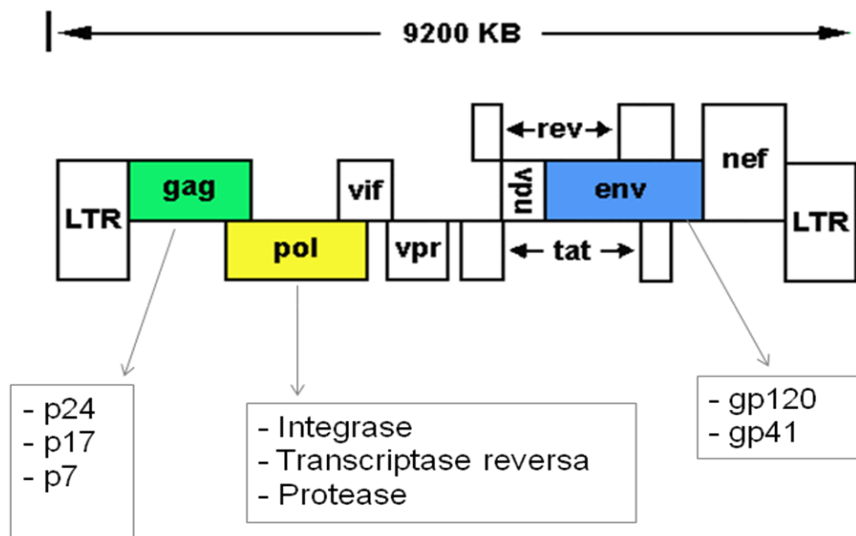 9200 KB
rev
nef
gag
vif
vpu
env
LTR
LTR
pol
vpr
tat
- p24
- p17
- p7
- Integrase
- Transcriptase reversa
- Protease
- gp120
- gp41